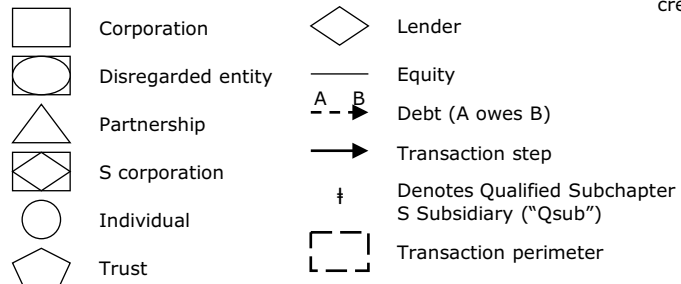 cre
Corporation
Disregarded entity
Partnership
S corporation
Individual
Trust
Lender
Equity
A B
Debt (A owes B)
Transaction step
ǂ
Denotes Qualified Subchapter
S Subsidiary (“Qsub”)
Transaction perimeter